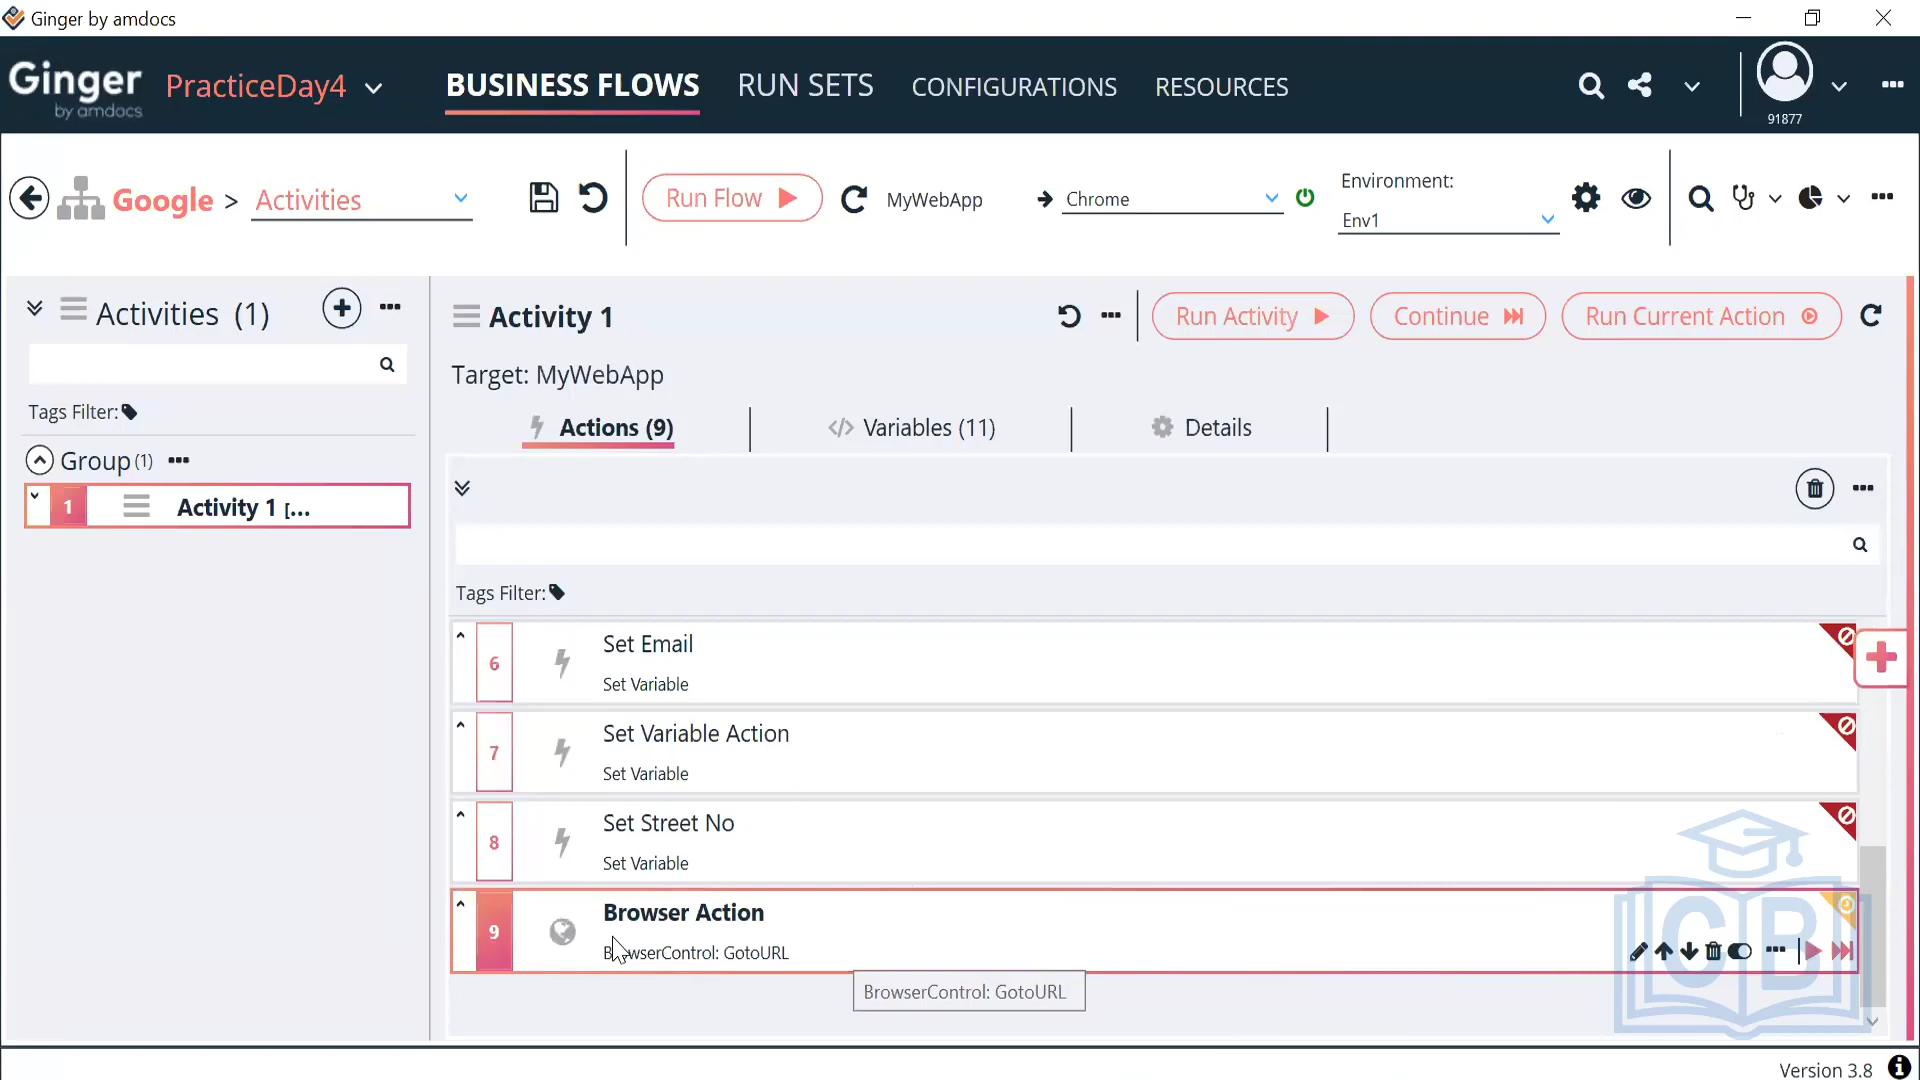 Ginger by amdocs
Ginger by amdocs PracticeDay4 BUSINESS FLOWS RUN SETS CONFIGURATIONS RESOURCES 91877
Google > Activities Run Flow MyWebApp Chrome Environment: Env1
Activities (1)
Tags Filter:
Group (1)
1 Activity 1 [...
Activity 1 Run Activity Continue Run Current Action
Target: MyWebApp
Actions (9) Variables (11) Details
Tags Filter:
6 Set Email
Set Variable
7 Set Variable Action
Set Variable
8 Set Street No
Set Variable
9 Browser Action
BrowserControl: GotoURL
BrowserControl: GotoURL
CB
Version 3.8